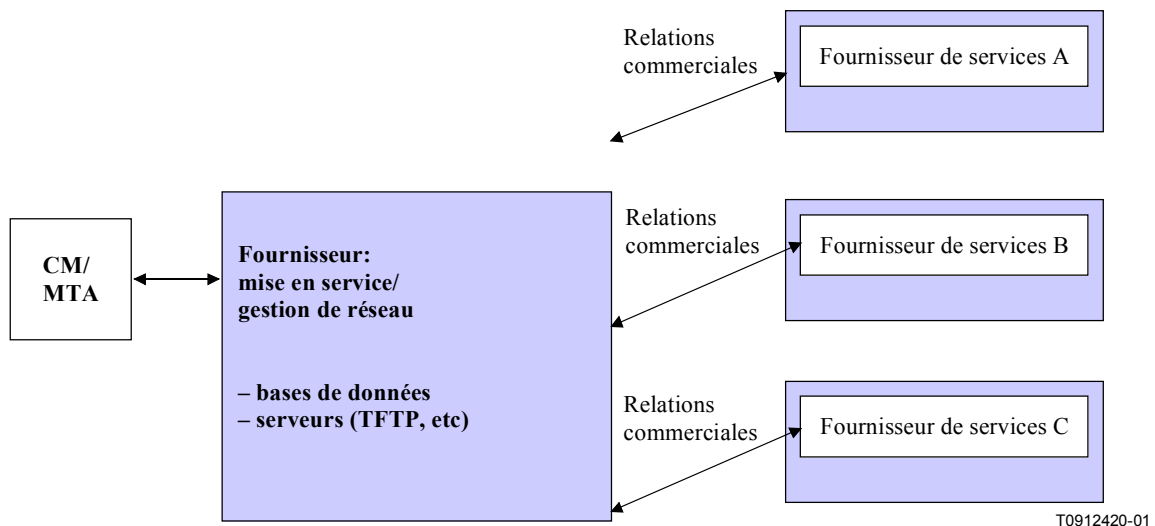 Relations
commerciales
Fournisseur de services A
CM/
MTA
Fournisseur:
mise en service/
gestion de réseau
– bases de données
– serveurs (TFTP, etc)
Relations
commerciales
Fournisseur de services B
Relations
commerciales
Fournisseur de services C
T0912420-01